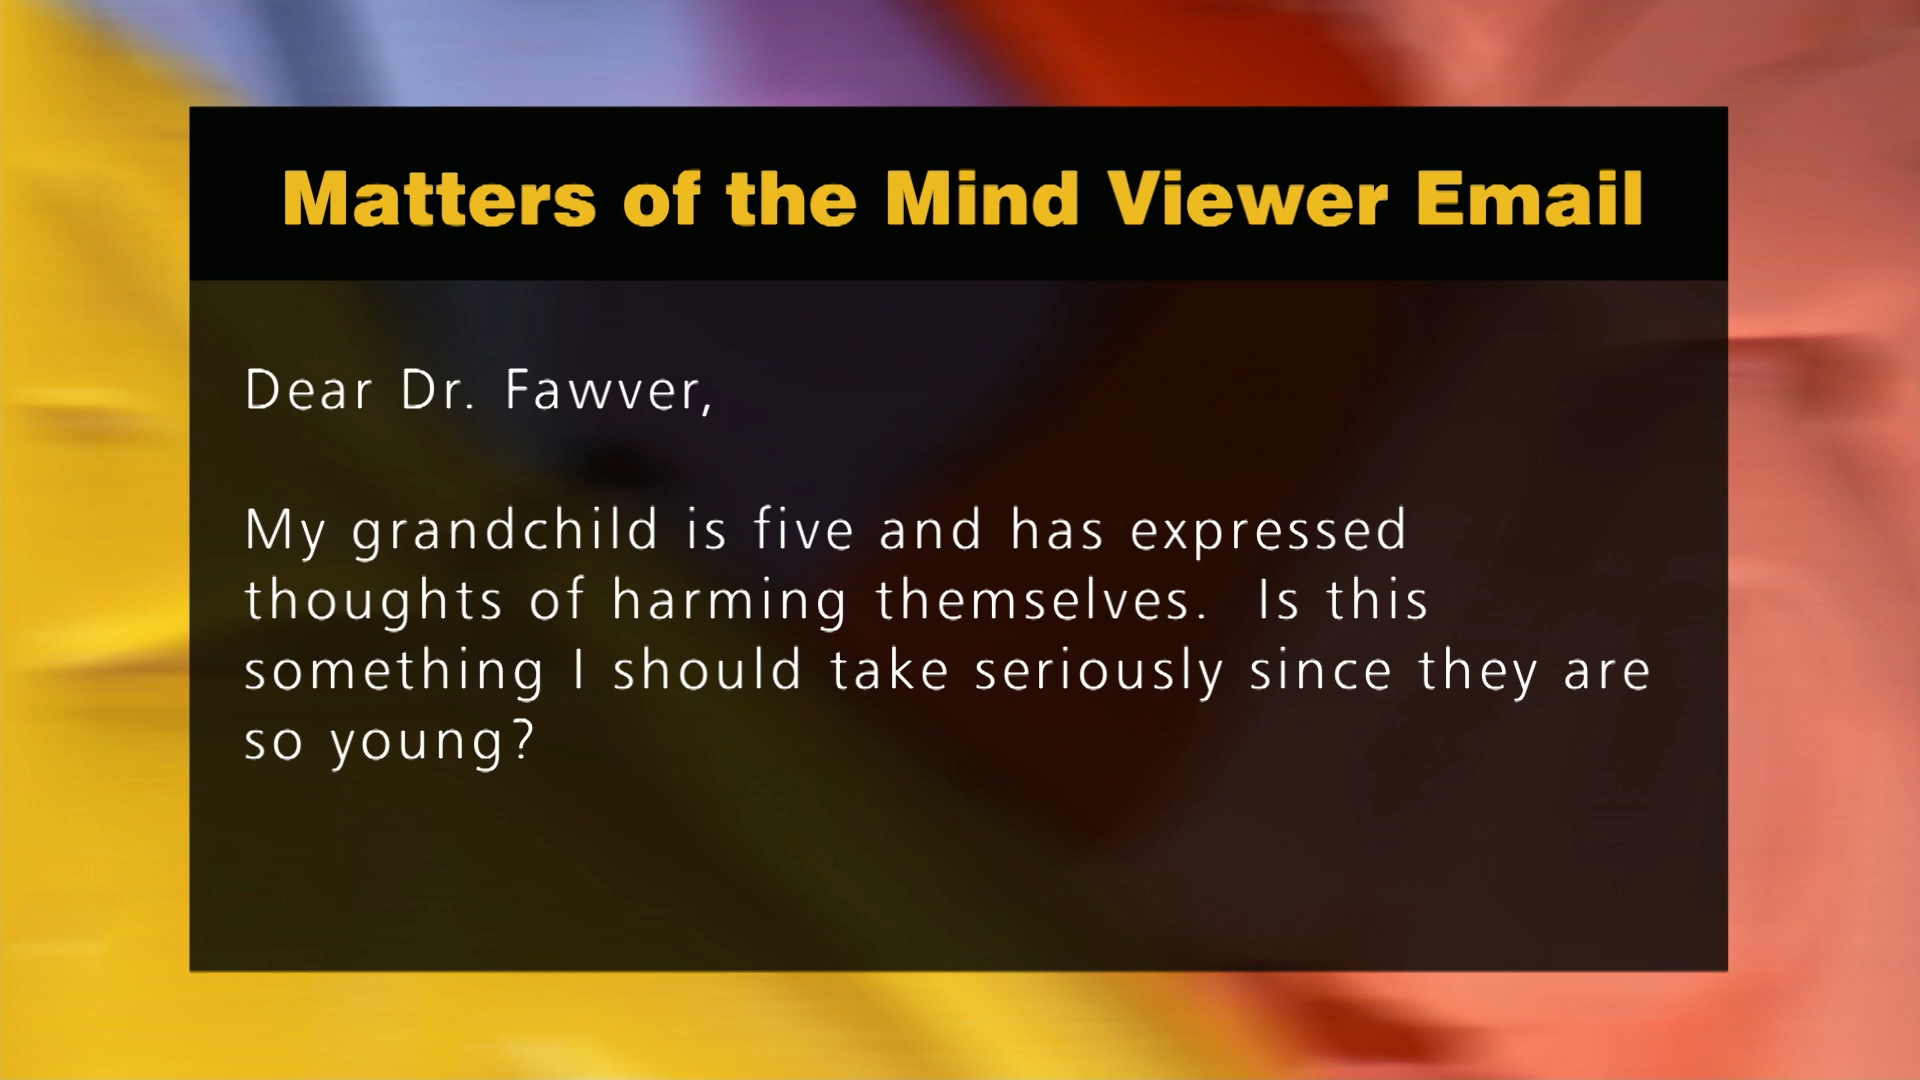 Matters of the Mind Viewer Email
Dear Dr. Fawver,
My grandchild is five and has expressed
thoughts of harming themselves.  Is this
something I should take seriously since they are
so young?